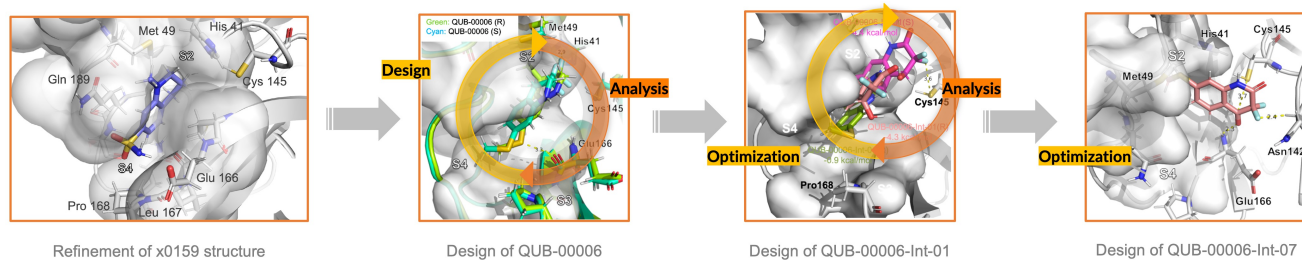 Met 49
His 41
S2
Gln 189
Cys 145
S4
Glu 166
Pro 168
Leu 167
Refinement of x0159 structure
Green: QUB-00006 (R)
Cyan: QUB-00006 (S)
Met49
His41
S2
Design
Analysis
Cys145
Glu166
S4
S3
Design of QUB-00006
S2
Analysis
Cys145
S4
Optimization
Pro168
Design of QUB-00006-Int-01
His41
Cys145
S2
Met49
Optimization
Asn142
S4
Glu166
Design of QUB-00006-Int-07